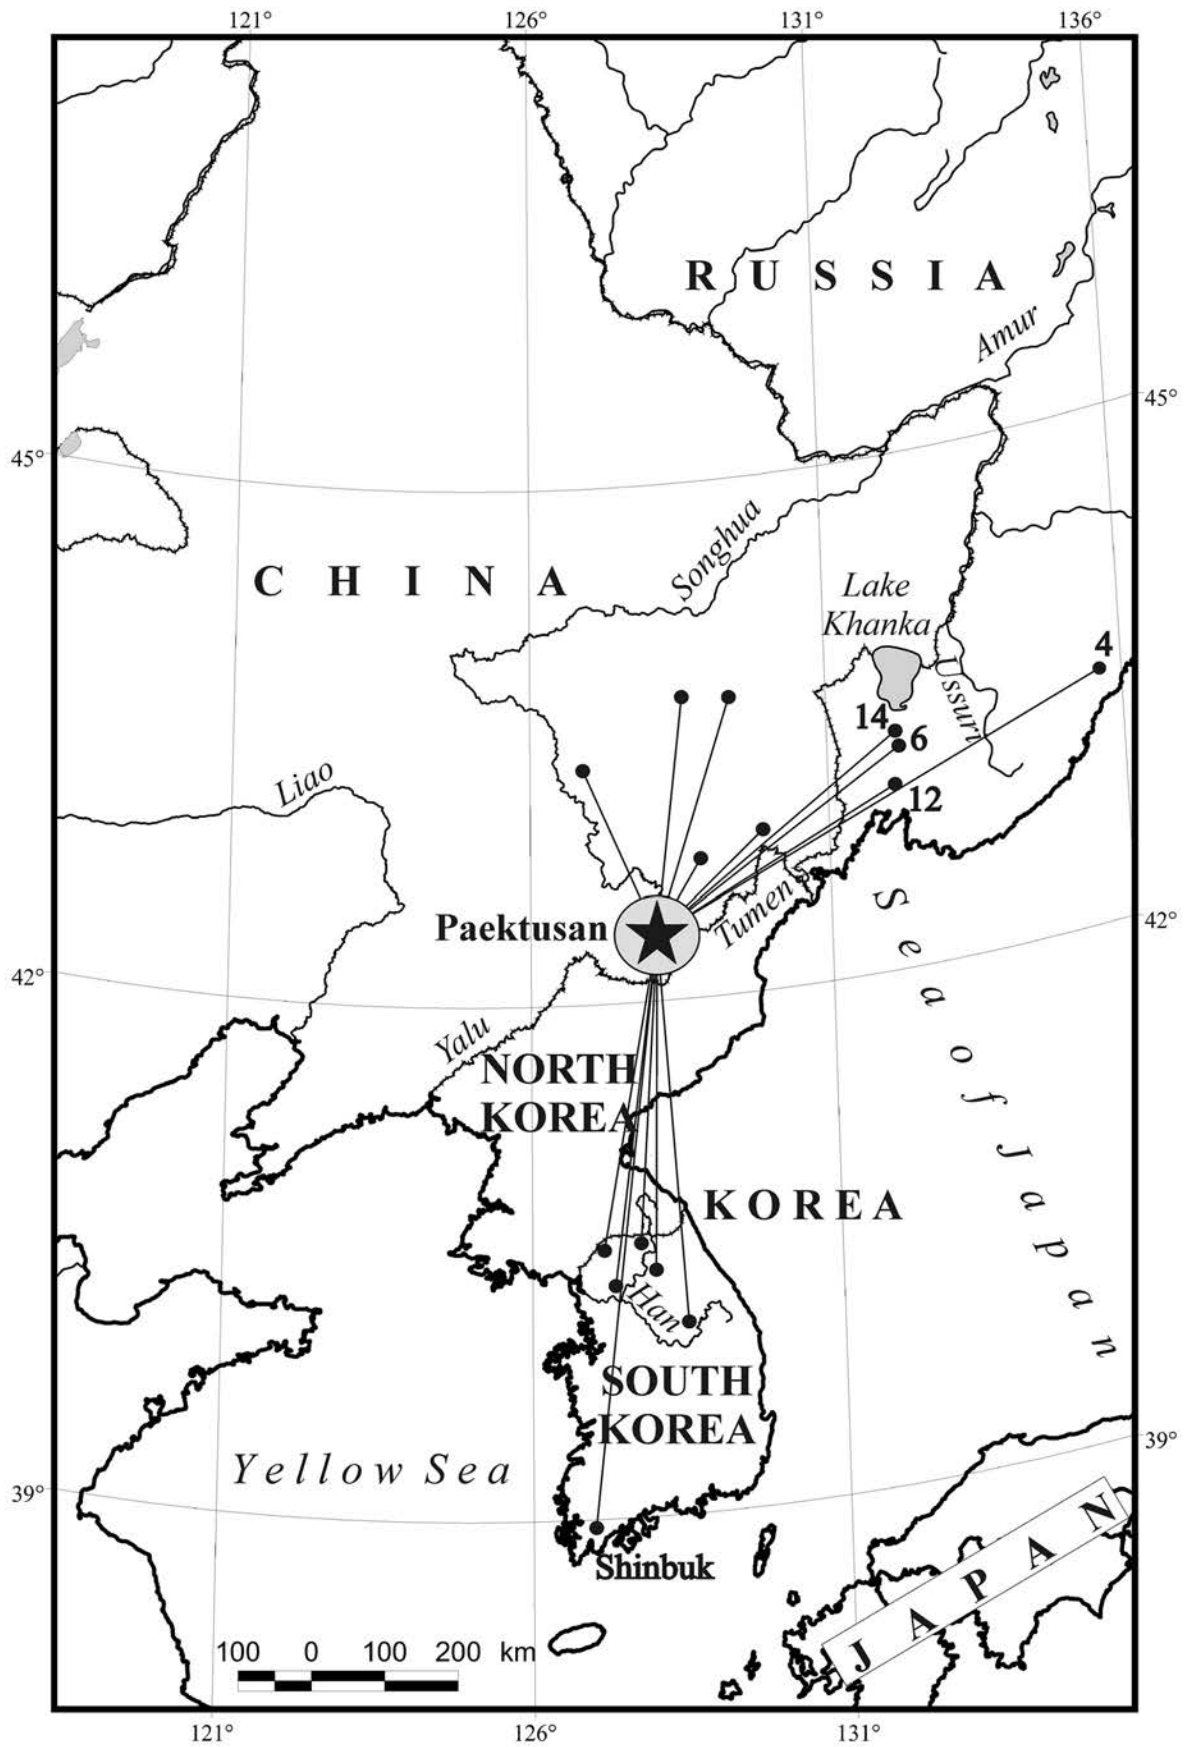 121° 126° 131° 136°
RUSSIA
Amur
45°
45°
Songhua
CHINA
Lake
Khanka
4
Ussuri
14
6
12
Liao
Paektusan
Tumen
42°
42°
Sea of Japan
Yalu
NORTH
KOREA
KOREA
Han
SOUTH
KOREA
39°
Yellow Sea
39°
JAPAN
Shinbuk
100 0 100 200 km
121° 126° 131°